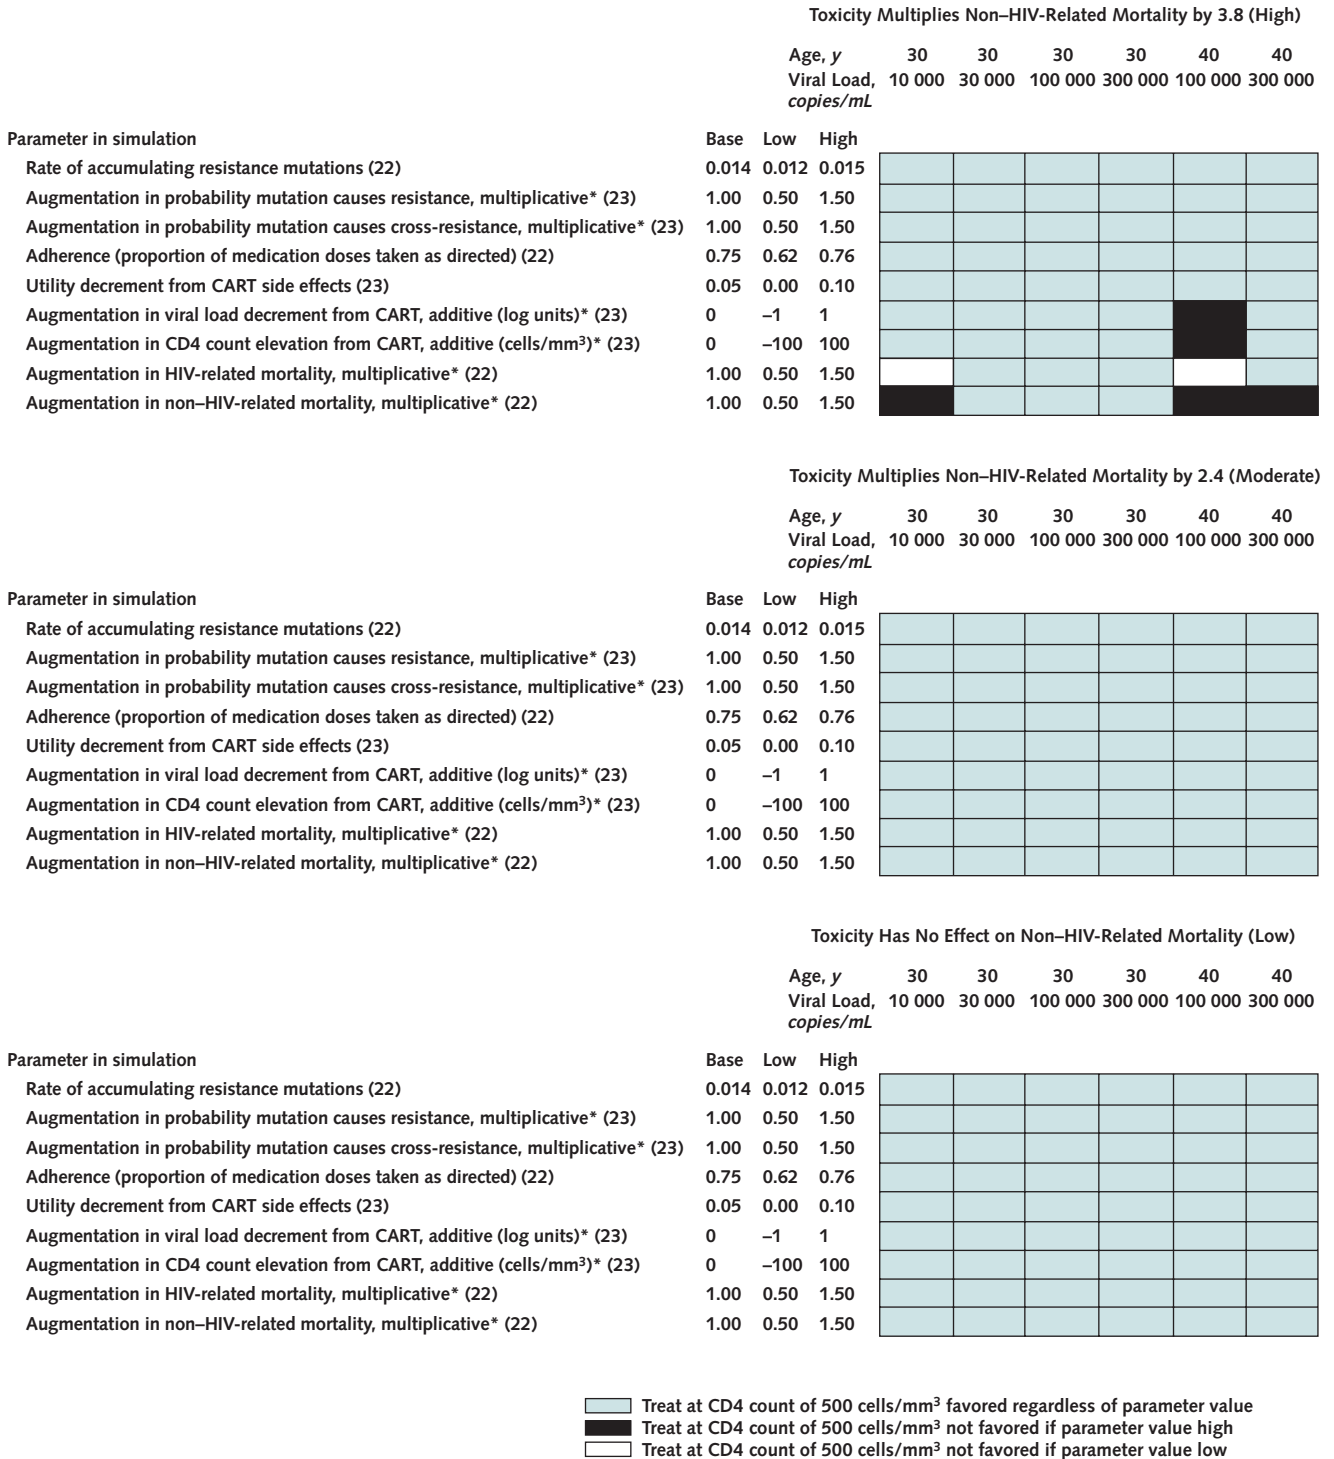 Toxicity Multiplies Non–HIV-Related Mortality by 3.8 (High)
Age, y 30 30 30 30 40 40
Viral Load, 10 000 30 000 100 000 300 000 100 000 300 000
copies/mL
Parameter in simulation Base Low High
Rate of accumulating resistance mutations (22) 0.014 0.012 0.015
Augmentation in probability mutation causes resistance, multiplicative* (23) 1.00 0.50 1.50
Augmentation in probability mutation causes cross-resistance, multiplicative* (23) 1.00 0.50 1.50
Adherence (proportion of medication doses taken as directed) (22) 0.75 0.62 0.76
Utility decrement from CART side effects (23) 0.05 0.00 0.10
Augmentation in viral load decrement from CART, additive (log units)* (23) 0 –1 1
Augmentation in CD4 count elevation from CART, additive (cells/mm³)* (23) 0 –100 100
Augmentation in HIV-related mortality, multiplicative* (22) 1.00 0.50 1.50
Augmentation in non–HIV-related mortality, multiplicative* (22) 1.00 0.50 1.50
Toxicity Multiplies Non–HIV-Related Mortality by 2.4 (Moderate)
Age, y 30 30 30 30 40 40
Viral Load, 10 000 30 000 100 000 300 000 100 000 300 000
copies/mL
Parameter in simulation Base Low High
Rate of accumulating resistance mutations (22) 0.014 0.012 0.015
Augmentation in probability mutation causes resistance, multiplicative* (23) 1.00 0.50 1.50
Augmentation in probability mutation causes cross-resistance, multiplicative* (23) 1.00 0.50 1.50
Adherence (proportion of medication doses taken as directed) (22) 0.75 0.62 0.76
Utility decrement from CART side effects (23) 0.05 0.00 0.10
Augmentation in viral load decrement from CART, additive (log units)* (23) 0 –1 1
Augmentation in CD4 count elevation from CART, additive (cells/mm³)* (23) 0 –100 100
Augmentation in HIV-related mortality, multiplicative* (22) 1.00 0.50 1.50
Augmentation in non–HIV-related mortality, multiplicative* (22) 1.00 0.50 1.50
Toxicity Has No Effect on Non–HIV-Related Mortality (Low)
Age, y 30 30 30 30 40 40
Viral Load, 10 000 30 000 100 000 300 000 100 000 300 000
copies/mL
Parameter in simulation Base Low High
Rate of accumulating resistance mutations (22) 0.014 0.012 0.015
Augmentation in probability mutation causes resistance, multiplicative* (23) 1.00 0.50 1.50
Augmentation in probability mutation causes cross-resistance, multiplicative* (23) 1.00 0.50 1.50
Adherence (proportion of medication doses taken as directed) (22) 0.75 0.62 0.76
Utility decrement from CART side effects (23) 0.05 0.00 0.10
Augmentation in viral load decrement from CART, additive (log units)* (23) 0 –1 1
Augmentation in CD4 count elevation from CART, additive (cells/mm³)* (23) 0 –100 100
Augmentation in HIV-related mortality, multiplicative* (22) 1.00 0.50 1.50
Augmentation in non–HIV-related mortality, multiplicative* (22) 1.00 0.50 1.50
Treat at CD4 count of 500 cells/mm³ favored regardless of parameter value
Treat at CD4 count of 500 cells/mm³ not favored if parameter value high
Treat at CD4 count of 500 cells/mm³ not favored if parameter value low